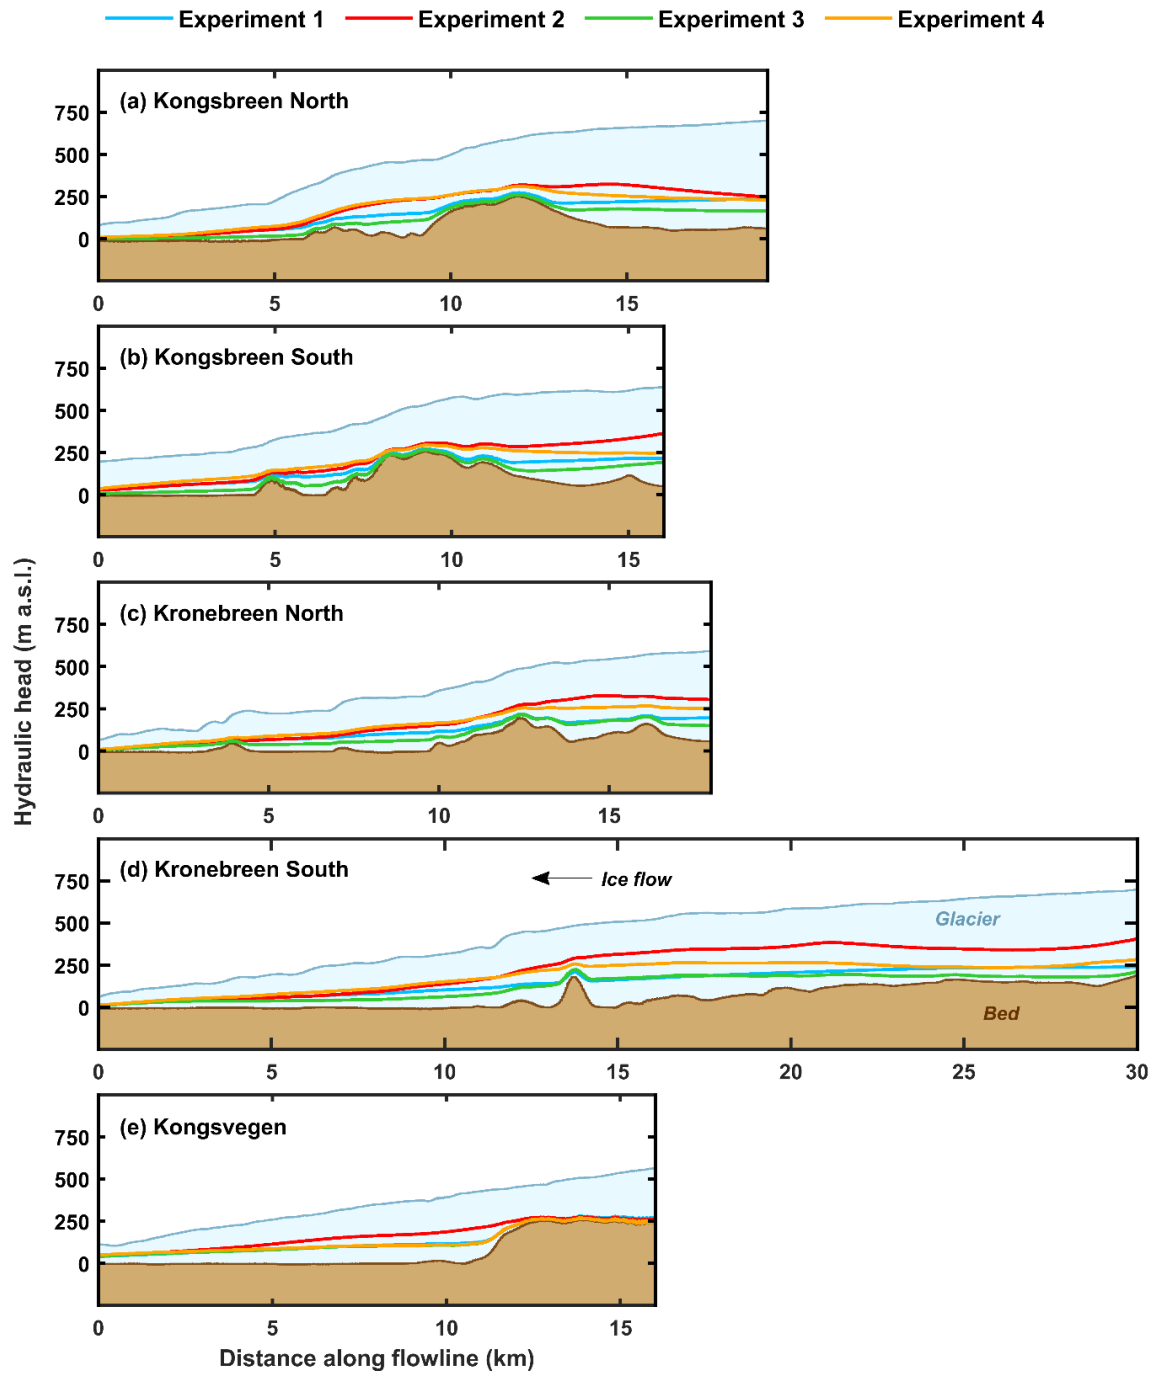 Experiment 1 Experiment 2 Experiment 3 Experiment 4
(a) Kongsbreen North
750
500
250
0
0 5 10 15
(b) Kongsbreen South
750
500
250
0
0 5 10 15
Hydraulic head (m a.s.l.)
(c) Kronebreen North
750
500
250
0
0 5 10 15
(d) Kronebreen South
Ice flow
750
Glacier
500
250
Bed
0
0 5 10 15 20 25 30
(e) Kongsvegen
750
500
250
0
0 5 10 15
Distance along flowline (km)